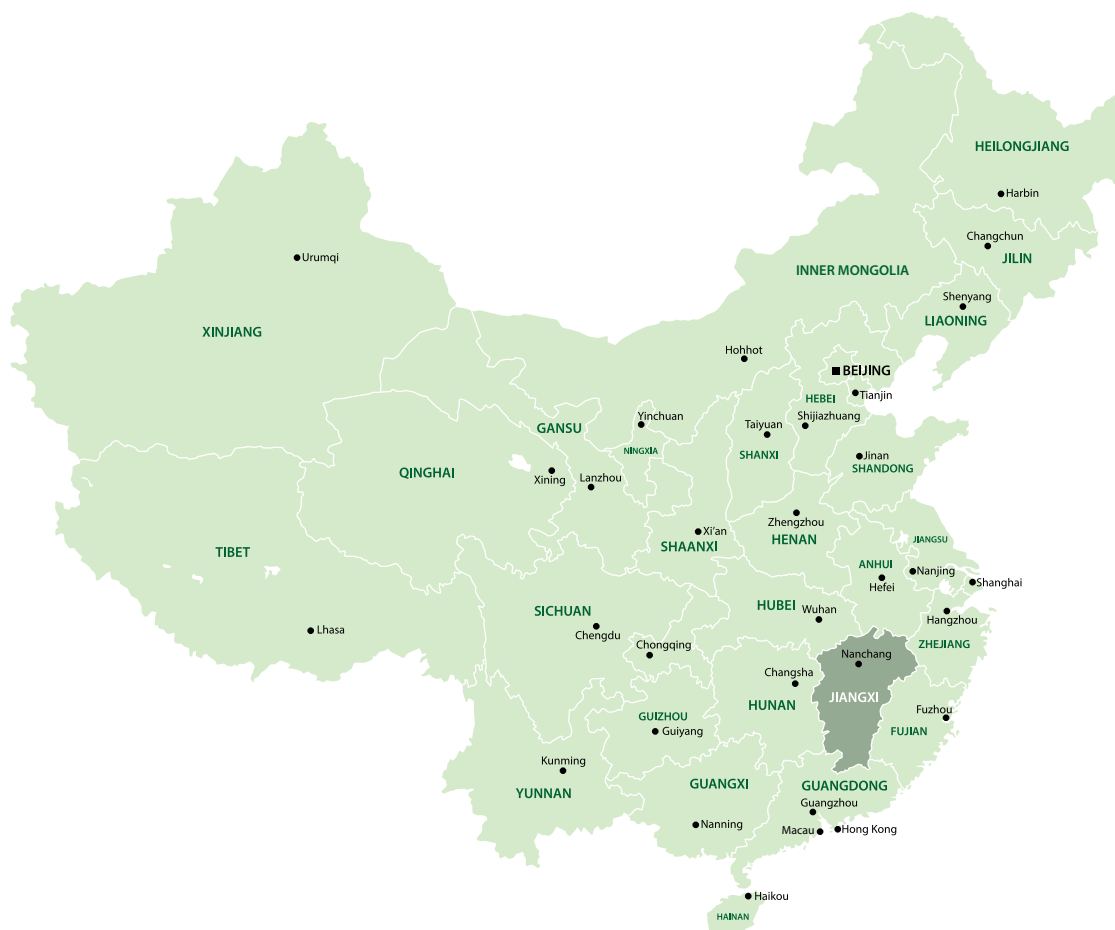 HEILONGJIANG
Harbin
Changchun
JILIN
Urumqi
INNER MONGOLIA
Shenyang
LIAONING
XINJIANG
Hohhot
BEIJING
Tianjin
HEBEI
Yinchuan
Taiyuan
Shijiazhuang
GANSU
NINGXIA
SHANXI
Jinan
SHANDONG
QINGHAI
Xining
Lanzhou
Zhengzhou
Xi'an
HENAN
SHAANXI
JIANGSU
TIBET
ANHUI
Nanjing
Hefei
Shanghai
SICHUAN
HUBEI
Wuhan
Hangzhou
Lhasa
Chengdu
Chongqing
ZHEJIANG
Nanchang
Changsha
JIANGXI
HUNAN
Fuzhou
GUIZHOU
Guiyang
FUJIAN
Kunming
YUNNAN
GUANGXI
GUANGDONG
Guangzhou
Nanning
Macau
Hong Kong
Haikou
HAINAN